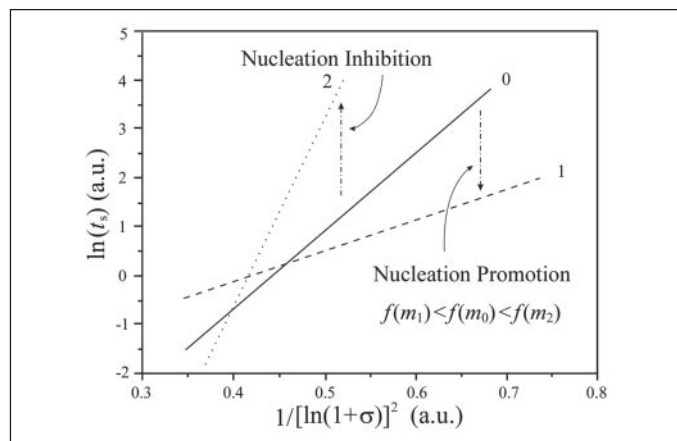 5
4
3
2
1
0
-1
-2
ln(tₛ) (a.u.)
Nucleation Inhibition
2
0
1
Nucleation Promotion
f(m₁)<f(m₀)<f(m₂)
0.3 0.4 0.5 0.6 0.7 0.8
1/[ln(1+σ)]² (a.u.)